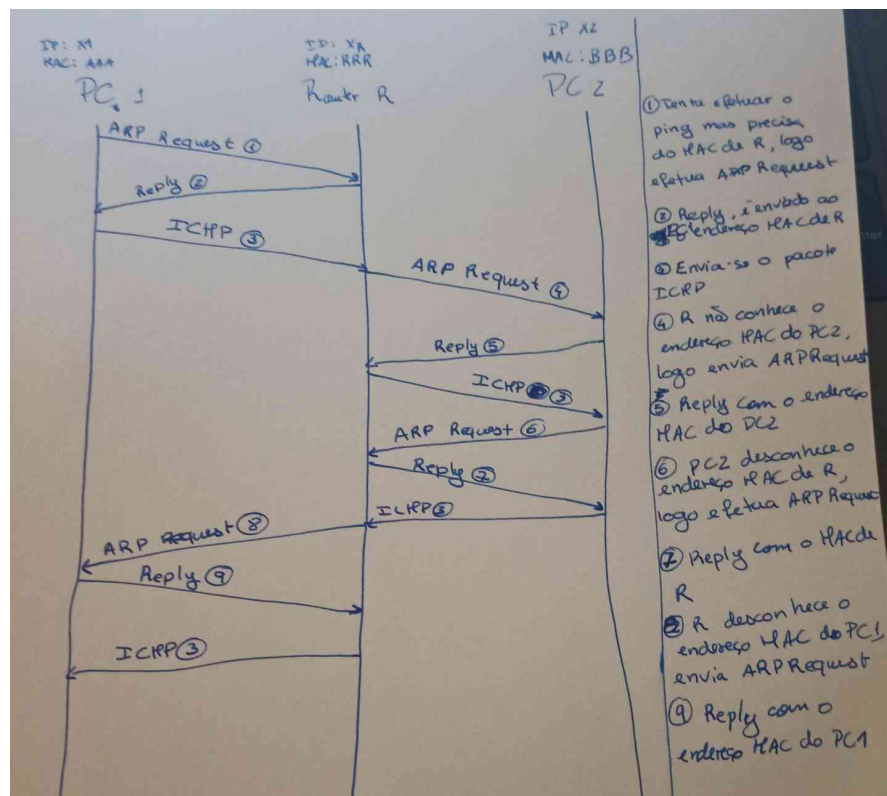 IP: X1
MAC: AAA
PC 1
IP: XR
MAC: RRR
Router R
IP X2
MAC: BBB
PC 2
ARP Request ①
Reply ②
ICMP ③
ARP Request ④
Reply ⑤
ICMP ③
ARP Request ⑥
Reply ⑦
ICMP ③
ARP Request ⑧
Reply ⑨
ICMP ③
① Tenta efetuar o
ping mas precisa
do MAC de R, logo
efetua ARP Request
② Reply, é enviado ao
PC1 endereço MAC de R
③ Envia-se o pacote
ICMP
④ R não conhece o
endereço MAC do PC2,
logo envia ARP Request
⑤ Reply com o endereço
MAC do PC2
⑥ PC2 desconhece o
endereço MAC de R,
logo efetua ARP Request
⑦ Reply com o MAC de
R
⑧ R desconhece o
endereço MAC do PC1,
envia ARP Request
⑨ Reply com o
endereço MAC do PC1